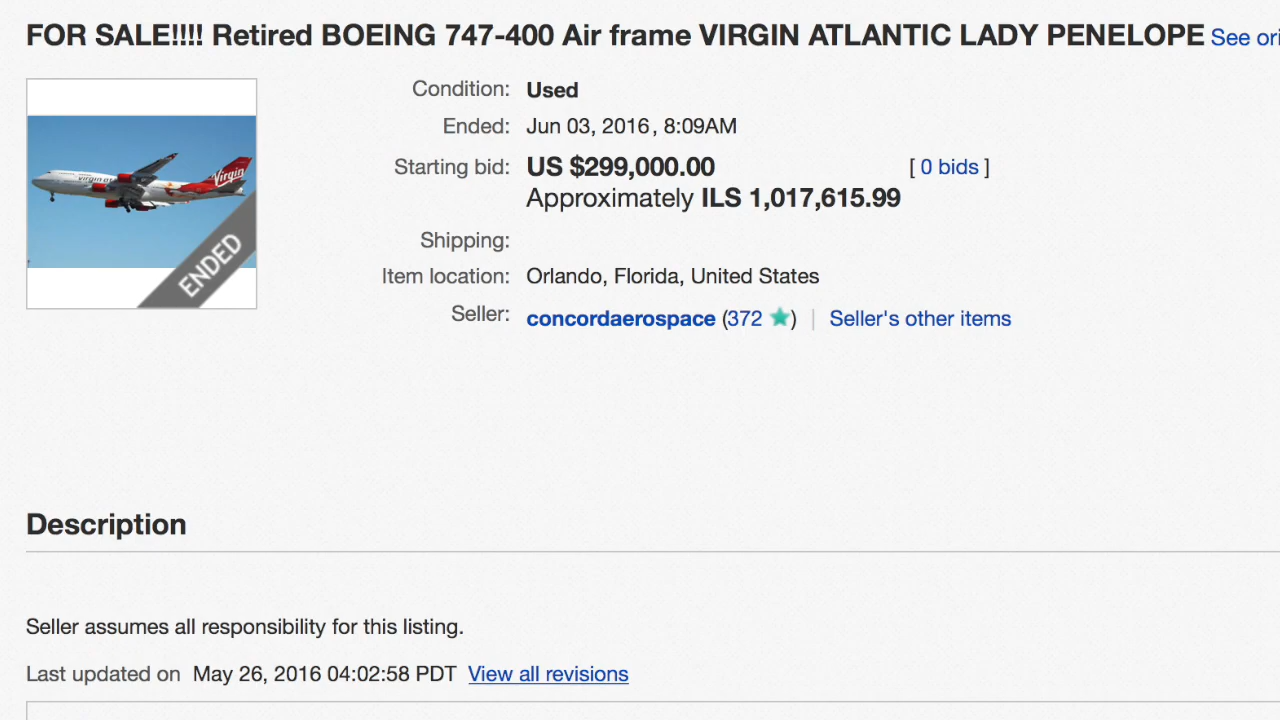 FOR SALE!!!! Retired BOEING 747-400 Air frame VIRGIN ATLANTIC LADY PENELOPE See ori
Condition: Used
Ended: Jun 03, 2016 , 8:09AM
Starting bid: US $299,000.00 [ 0 bids ]
Approximately ILS 1,017,615.99
Shipping:
Item location: Orlando, Florida, United States
Seller: concordaerospace (372 ) | Seller's other items
virgin atl
Virgin
ENDED
Description
Seller assumes all responsibility for this listing.
Last updated on May 26, 2016 04:02:58 PDT View all revisions